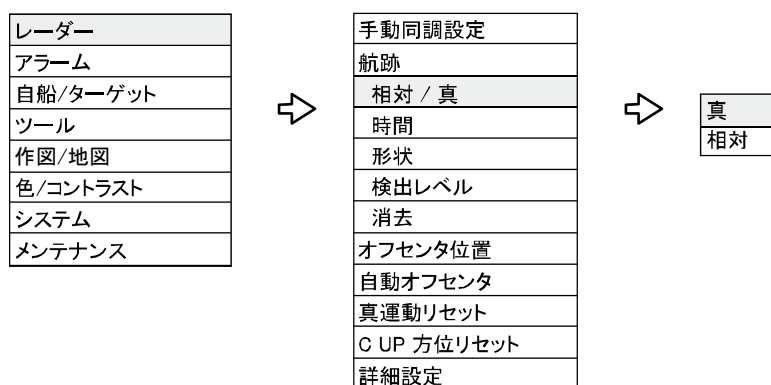 レーダー
アラーム
自船/ターゲット
ツール
作図/地図
色/コントラスト
システム
メンテナンス
手動同調設定
航跡
相対 / 真
時間
形状
検出レベル
消去
オフセンタ位置
自動オフセンタ
真運動リセット
C UP 方位リセット
詳細設定
真
相対